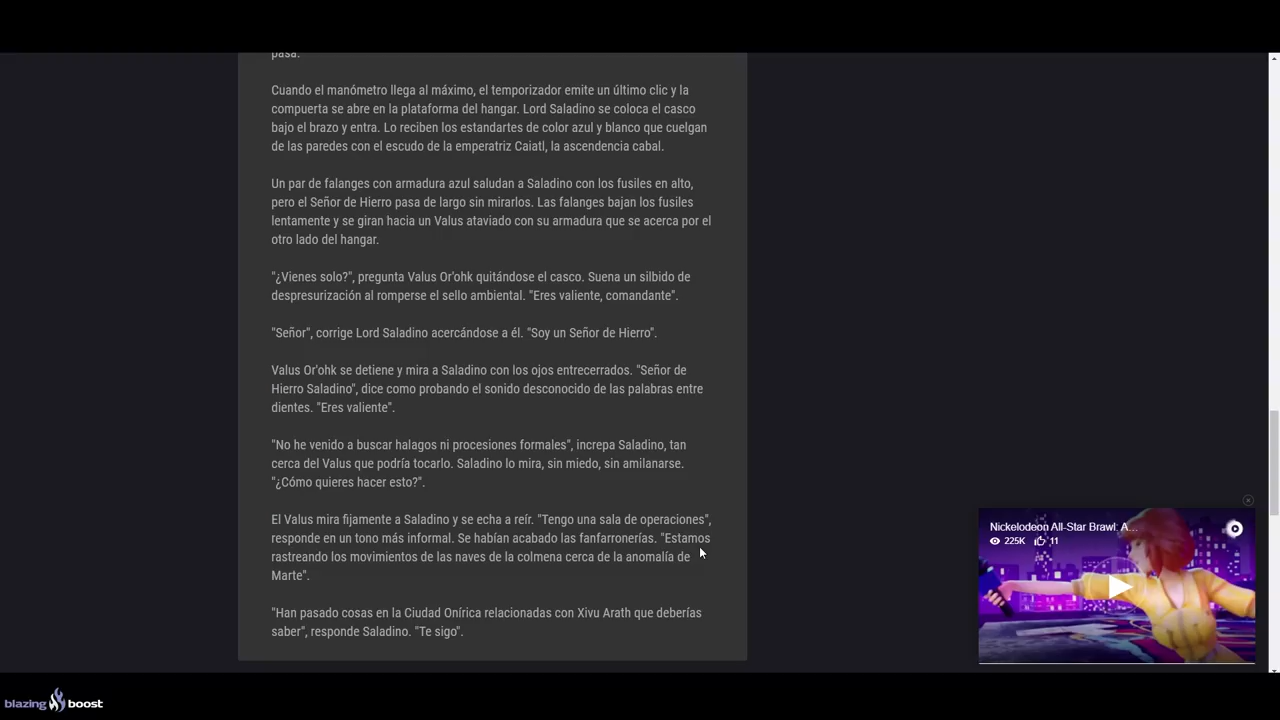 pasa.
Cuando el manómetro llega al máximo, el temporizador emite un último clic y la
compuerta se abre en la plataforma del hangar. Lord Saladino se coloca el casco
bajo el brazo y entra. Lo reciben los estandartes de color azul y blanco que cuelgan
de las paredes con el escudo de la emperatriz Caiatl, la ascendencia cabal.
Un par de falanges con armadura azul saludan a Saladino con los fusiles en alto,
pero el Señor de Hierro pasa de largo sin mirarlos. Las falanges bajan los fusiles
lentamente y se giran hacia un Valus ataviado con su armadura que se acerca por el
otro lado del hangar.
"¿Vienes solo?", pregunta Valus Or'ohk quitándose el casco. Suena un silbido de
despresurización al romperse el sello ambiental. "Eres valiente, comandante".
"Señor", corrige Lord Saladino acercándose a él. "Soy un Señor de Hierro".
Valus Or'ohk se detiene y mira a Saladino con los ojos entrecerrados. "Señor de
Hierro Saladino", dice como probando el sonido desconocido de las palabras entre
dientes. "Eres valiente".
"No he venido a buscar halagos ni procesiones formales", increpa Saladino, tan
cerca del Valus que podría tocarlo. Saladino lo mira, sin miedo, sin amilanarse.
"¿Cómo quieres hacer esto?".
El Valus mira fijamente a Saladino y se echa a reír. "Tengo una sala de operaciones",
responde en un tono más informal. Se habían acabado las fanfarronerías. "Estamos
rastreando los movimientos de las naves de la colmena cerca de la anomalía de
Marte".
"Han pasado cosas en la Ciudad Onírica relacionadas con Xivu Arath que deberías
saber", responde Saladino. "Te sigo".
Nickelodeon All-Star Brawl: A...
225K 11
blazing boost